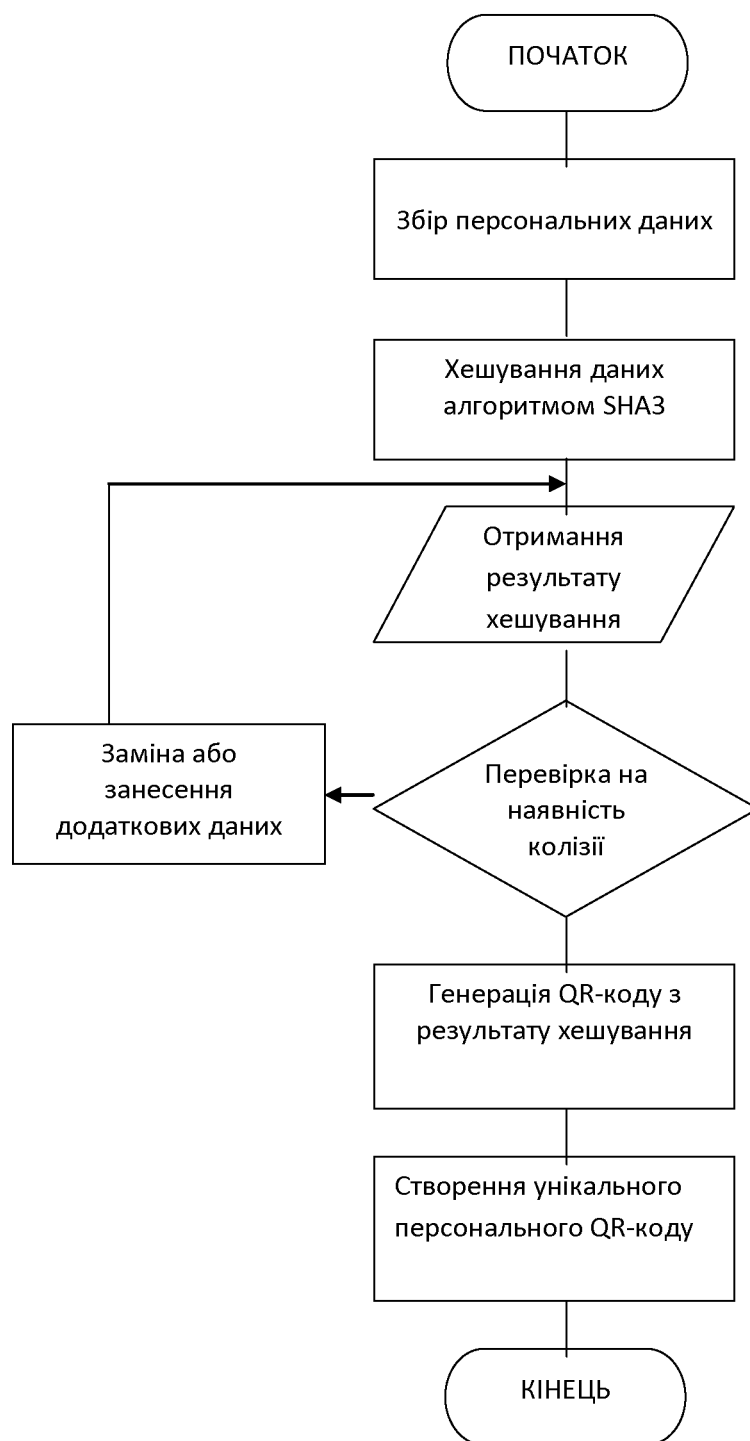 ПОЧАТОК
Збір персональних даних
Хешування даних
алгоритмом SHA3
Отримання
результату
хешування
Перевірка на
наявність
колізії
Заміна або
занесення
додаткових даних
Генерація QR-коду з
результату хешування
Створення унікального
персонального QR-коду
КІНЕЦЬ